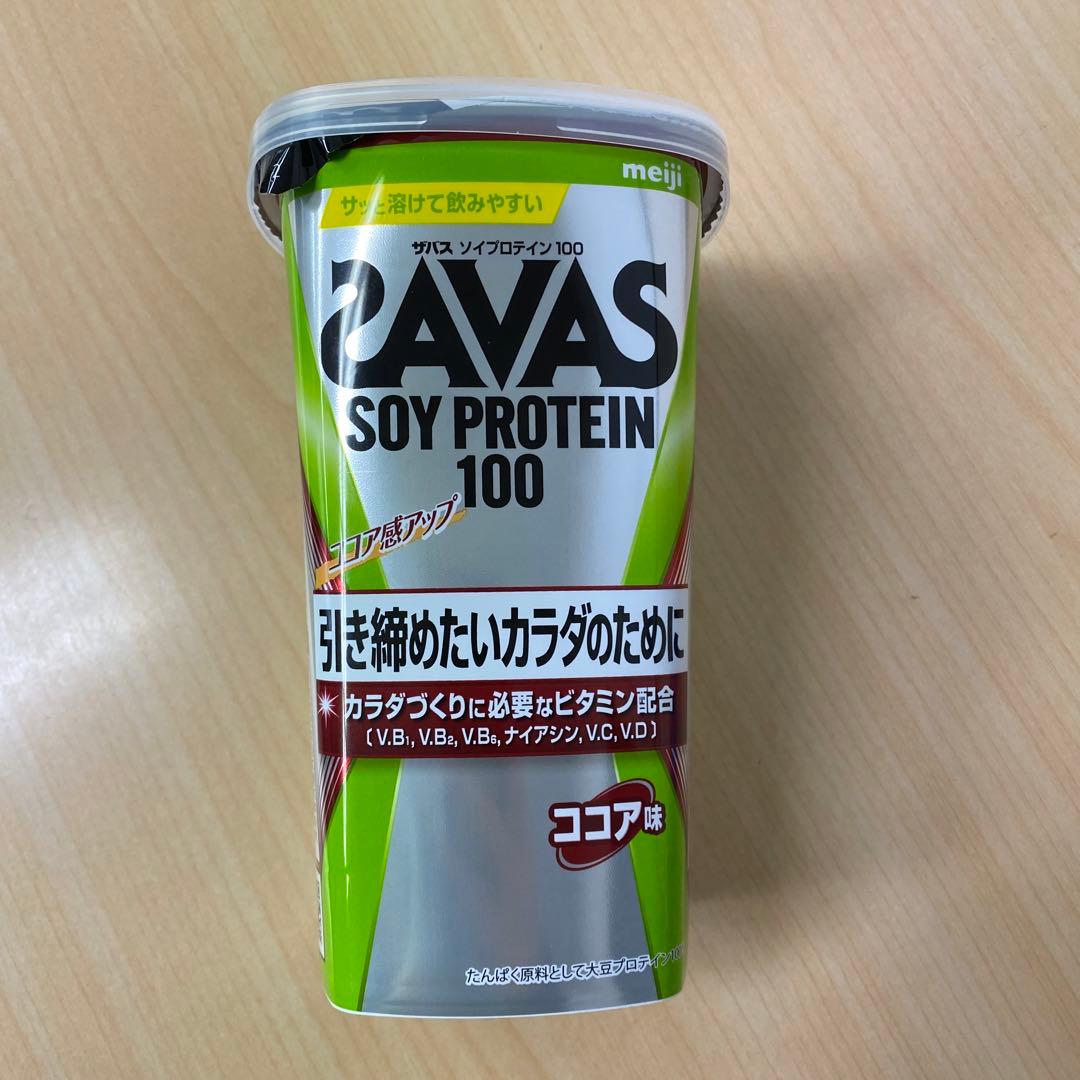 meiji
サッと溶けて飲みやすい
ザバス ソイプロテイン100
SAVAS
SOY PROTEIN
100
ココア感アップ
引き締めたいカラダのために
カラダづくりに必要なビタミン配合
〔V.B₁, V.B₂, V.B₆, ナイアシン, V.C, V.D〕
ココア味
たんぱく原料として大豆プロテイン